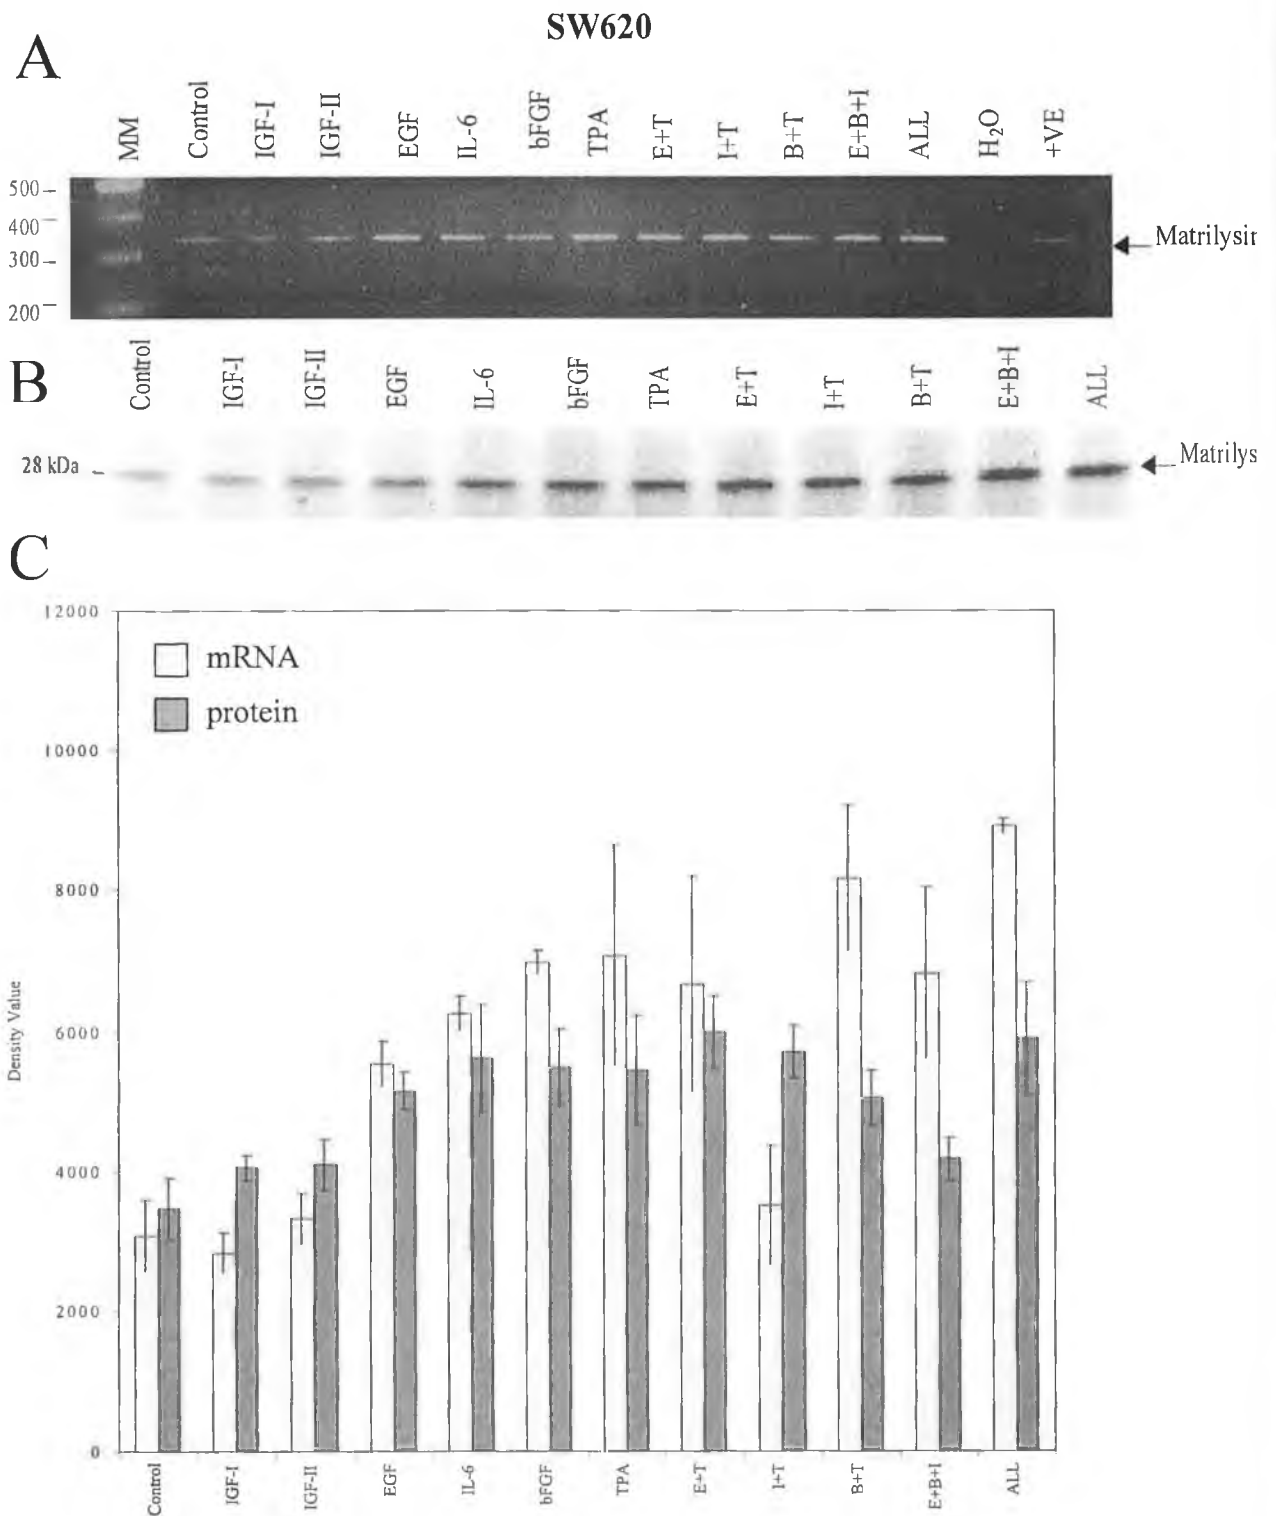 SW620
A
MM Control IGF-I IGF-II EGF IL-6 bFGF TPA E+T I+T B+T E+B+I ALL H₂O +VE
500
400
300
200
Matrilysin
B
Control IGF-I IGF-II EGF IL-6 bFGF TPA E+T I+T B+T E+B+I ALL
28 kDa
Matrilys
C
12000
10000
8000
6000
4000
2000
0
Density Value
mRNA
protein
Control IGF-I IGF-II EGF IL-6 bFGF TPA E+T I+T B+T E+B+I ALL